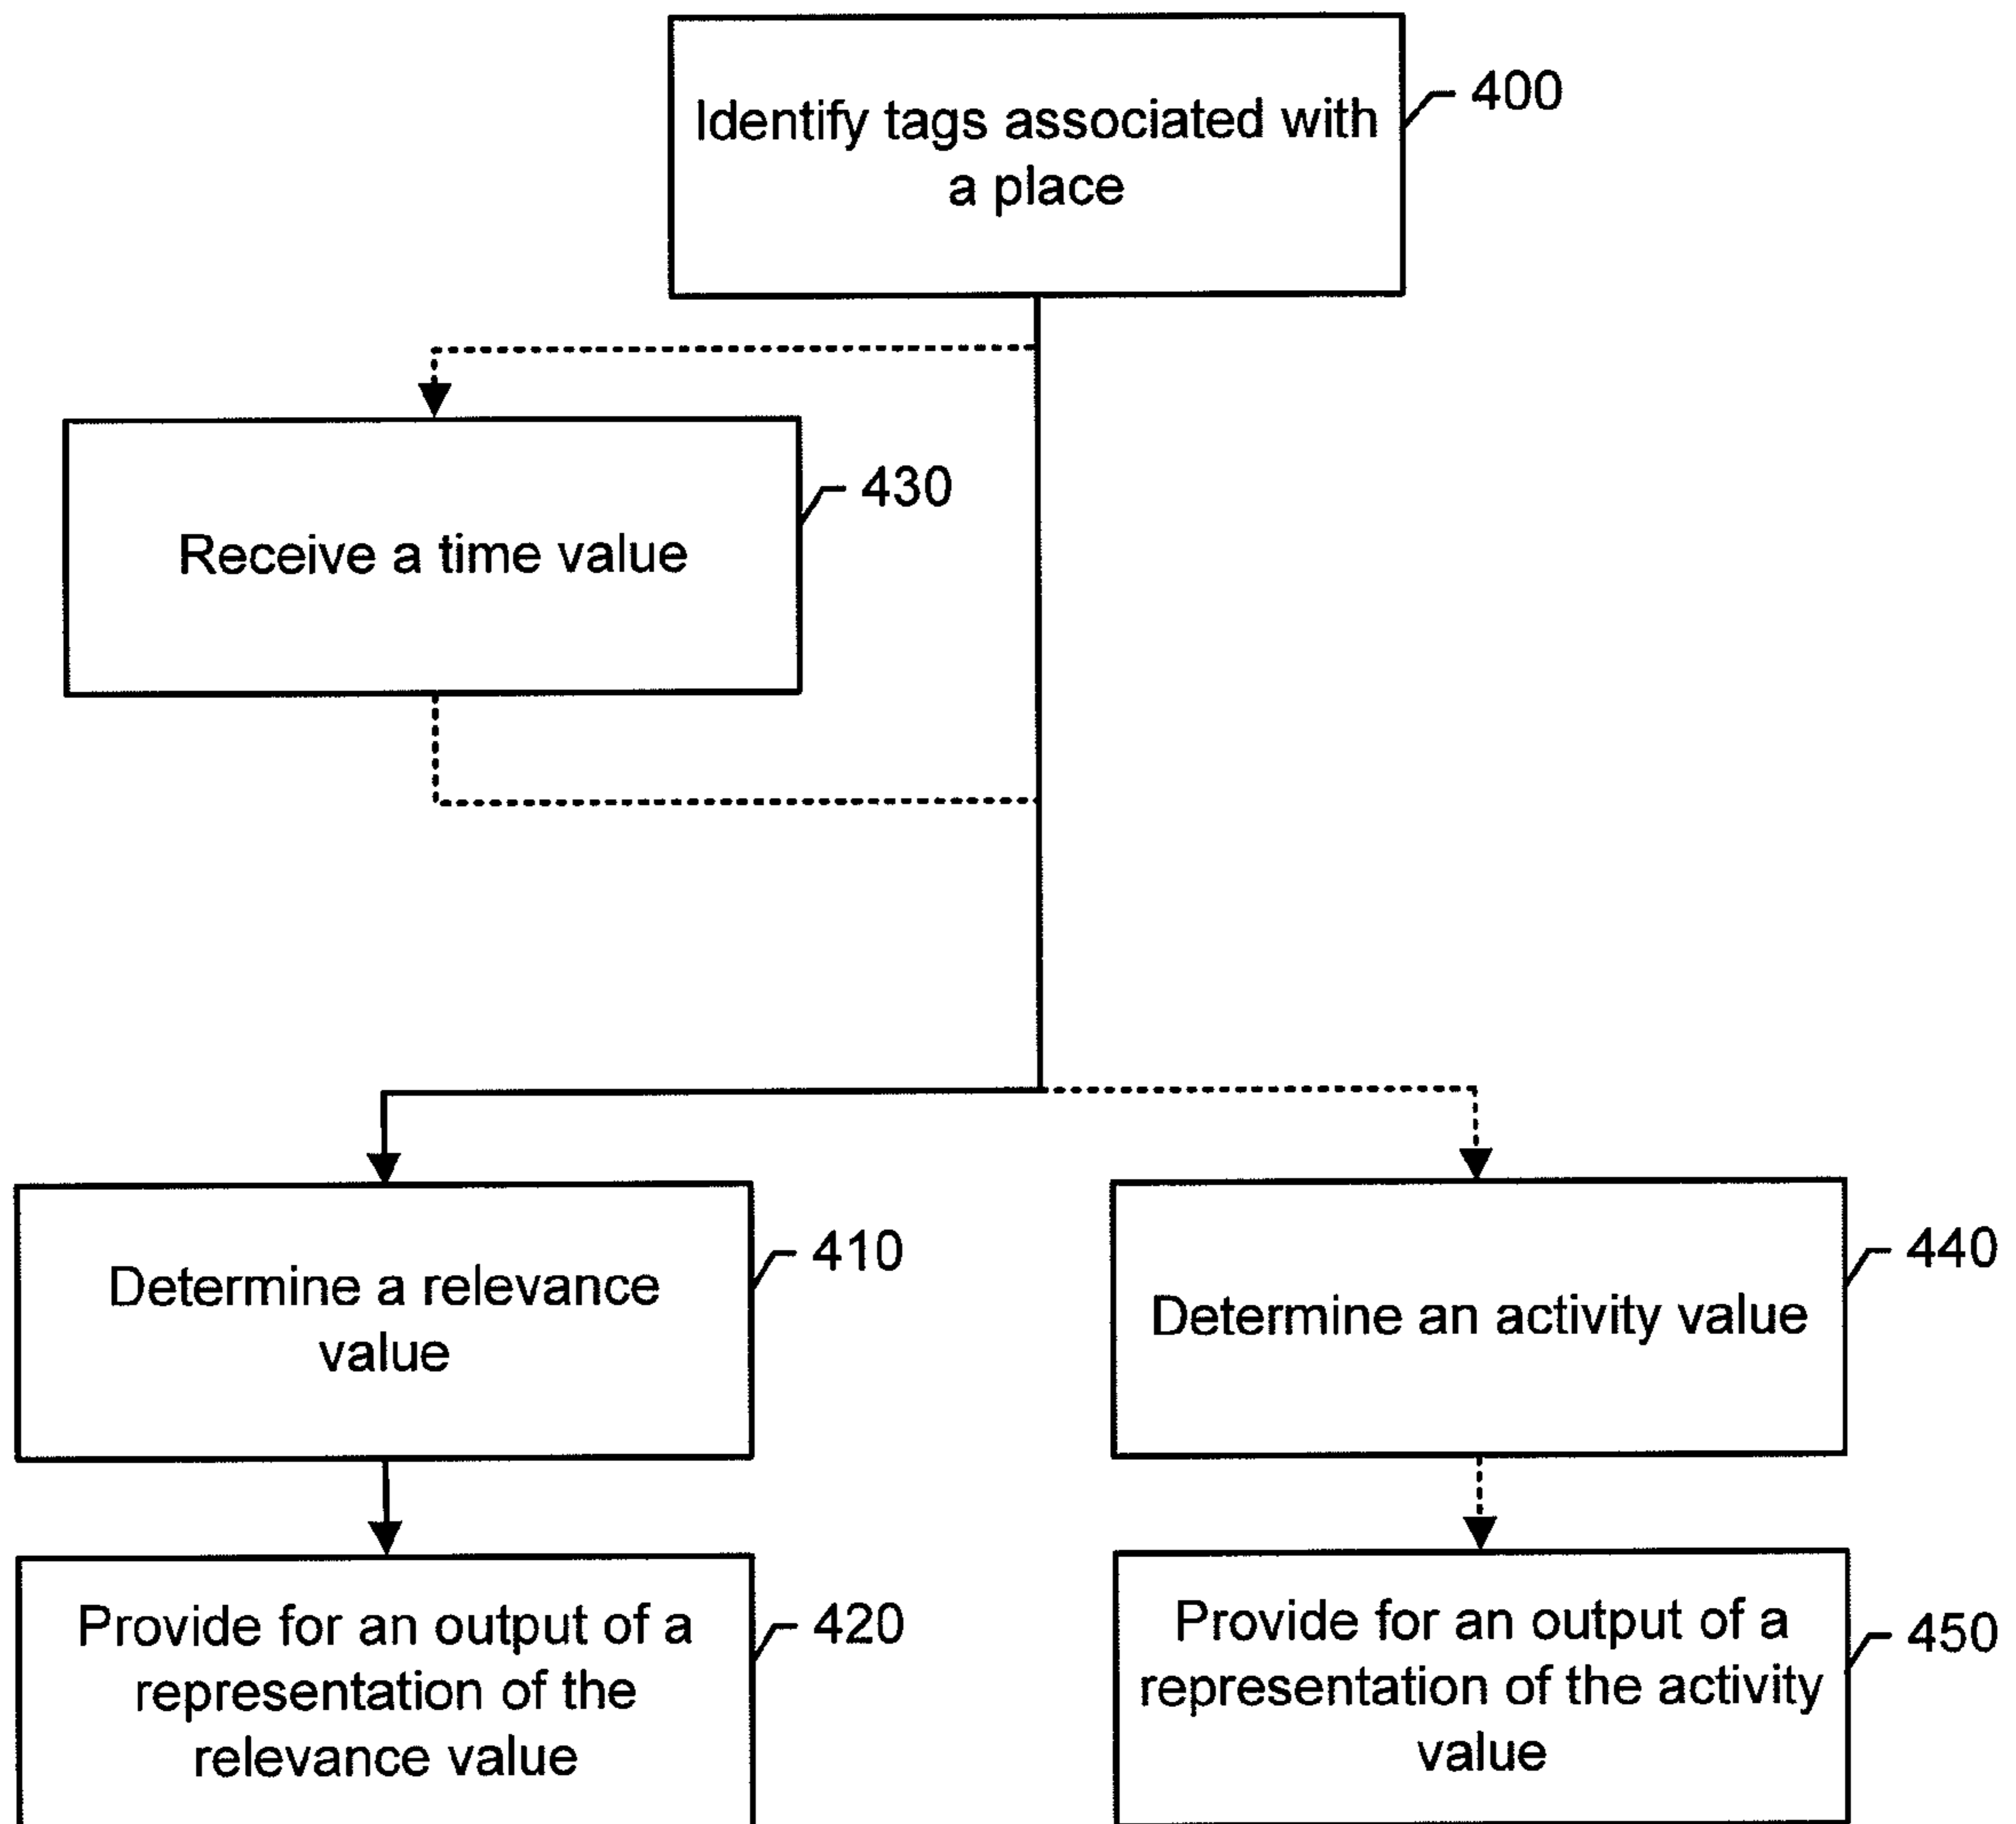 Identify tags associated with
a place
400
430
Receive a time value
410
Determine a relevance
value
440
Determine an activity value
Provide for an output of a
representation of the
relevance value
420
Provide for an output of a
representation of the activity
value
450